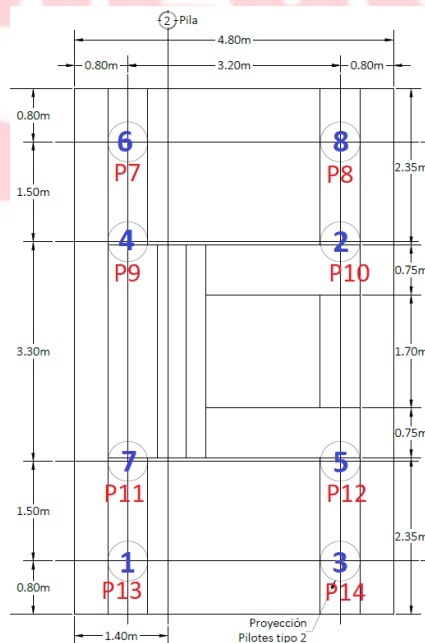 2 Pila
4.80m
0.80m 3.20m 0.80m
0.80m
6 8
P7 P8
2.35m
1.50m
4 2
P9 P10
0.75m
3.30m
1.70m
0.75m
7 5
P11 P12
1.50m
2.35m
1 3
P13 P14
0.80m
Proyección
Pilotes tipo 2
1.40m